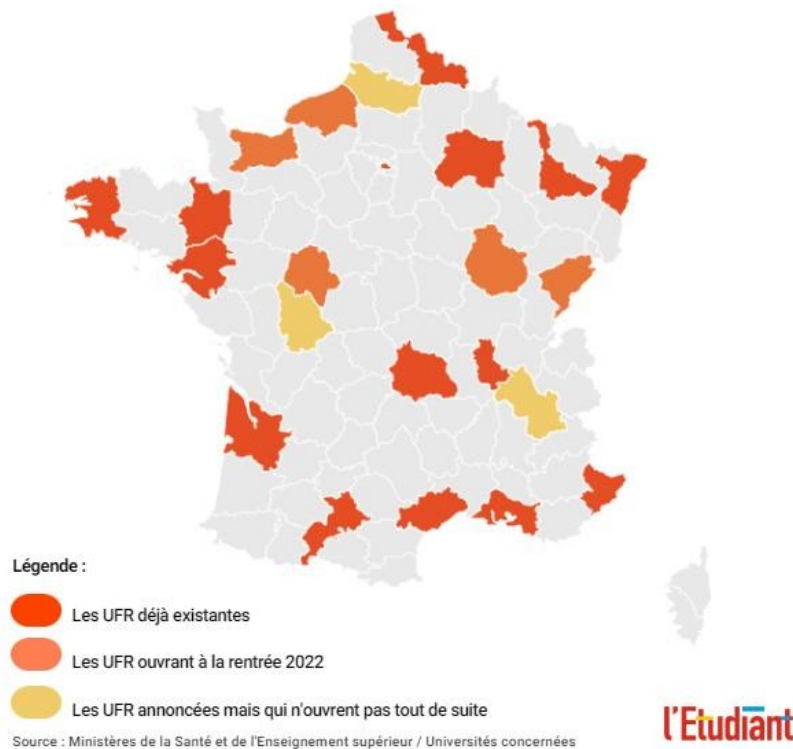 Légende :
Les UFR déjà existantes
Les UFR ouvrant à la rentrée 2022
Les UFR annoncées mais qui n'ouvrent pas tout de suite
Source : Ministères de la Santé et de l'Enseignement supérieur / Universités concernées
l'Etudiant